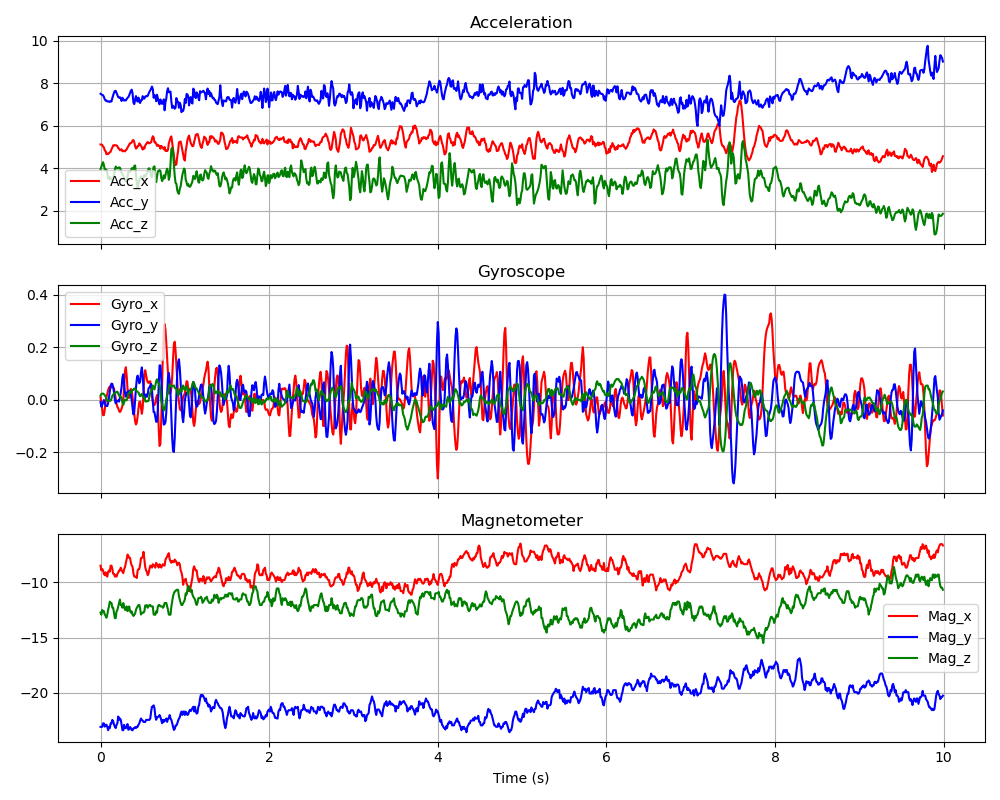 Acceleration
10
8
6
4
2
Acc_x
Acc_y
Acc_z
Gyroscope
0.4
0.2
0.0
−0.2
Gyro_x
Gyro_y
Gyro_z
Magnetometer
−10
−15
−20
Mag_x
Mag_y
Mag_z
0 2 4 6 8 10
Time (s)